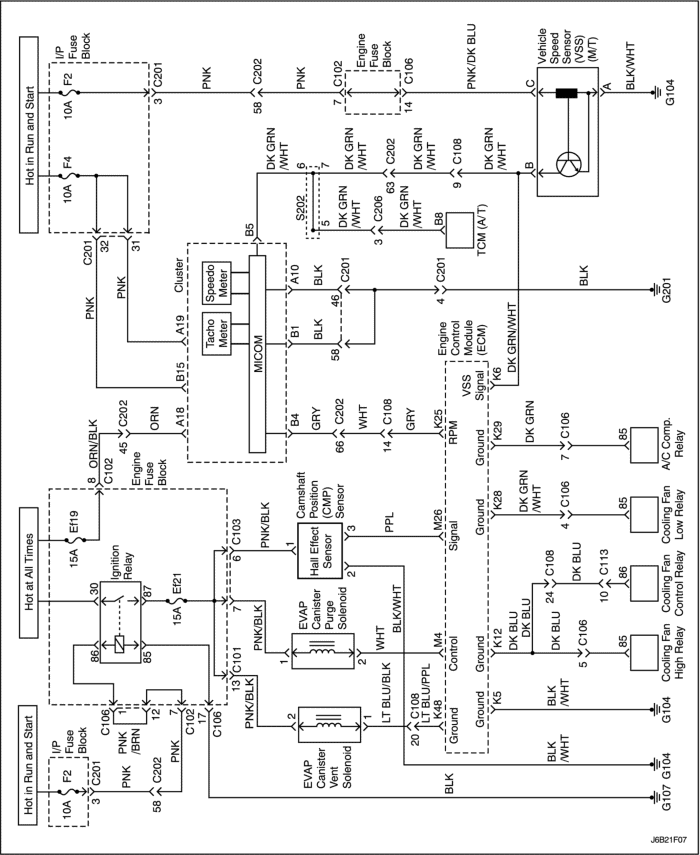 Hot in Run and Start
I/P
Fuse
Block
F2
10A
3
C201
PNK
58
C202
PNK
7
C102
17
C106
C106
1
12
PNK
/BRN
Hot at All Times
Ignition
Relay
30
87
86
85
Ef21
15A
Ef19
15A
Engine
Fuse
Block
8
C102
ORN/BLK
45
C202
ORN
A18
13
C101
7
6
C103
PNK/BLK
PNK/BLK
PNK/BLK
Hot in Run and Start
I/P
Fuse
Block
F4
10A
F2
10A
C201
32
31
3
C201
PNK
PNK
B15
A19
PNK
58
C202
PNK
7
C102
Engine
Fuse
Block
14
C106
PNK/DK BLU
Vehicle
Speed
Sensor
(VSS)
(M/T)
C
B
A
BLK/WHT
G104
Cluster
Tacho
Meter
Speedo
Meter
MICOM
B5
B4
B1
A10
GRY
66
C202
WHT
14
C108
GRY
K25
BLK
58
BLK
46
C201
4
C201
BLK
G201
S202
6
7
5
DK GRN
/WHT
DK GRN
/WHT
3
C206
DK GRN
/WHT
B8
TCM (A/T)
DK GRN
/WHT
63
C202
DK GRN
/WHT
9
C108
DK GRN
/WHT
DK GRN/WHT
K6
EVAP
Canister
Vent
Solenoid
2
1
LT BLU/BLK
20
C108
LT BLU/PPL
K48
EVAP
Canister
Purge
Solenoid
1
2
WHT
M4
Camshaft
Position
(CMP)
Sensor
Hall Effect
Sensor
1
2
3
BLK/WHT
PPL
M26
Engine
Control
Module
(ECM)
Ground
Control
Signal
RPM
VSS
Signal
Ground
Ground
Ground
Ground
K5
K12
K28
K29
BLK
G107
BLK
/WHT
G104
BLK
/WHT
G104
DK BLU
DK BLU
DK BLU
5
C106
85
Cooling Fan
High Relay
24
C108
DK BLU
10
C113
86
Cooling Fan
Control Relay
DK GRN
/WHT
4
C106
85
Cooling Fan
Low Relay
DK GRN
7
C106
85
A/C Comp.
Relay
J6B21F07